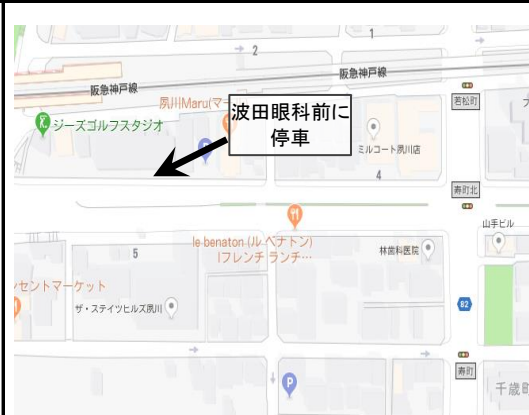 1
2
阪急神戸線
阪急神戸線
夙川Maru(マー
若松町
ジーズゴルフスタジオ
波田眼科前に
停車
ミルコート夙川店
4
寿町北
山手ビル
le benaton (ル ベナトン)
Iフレンチ ランチ…
林歯科医院
5
ンセントマーケット
ザ・ステイツヒルズ夙川
82
寿町
千歳町
P